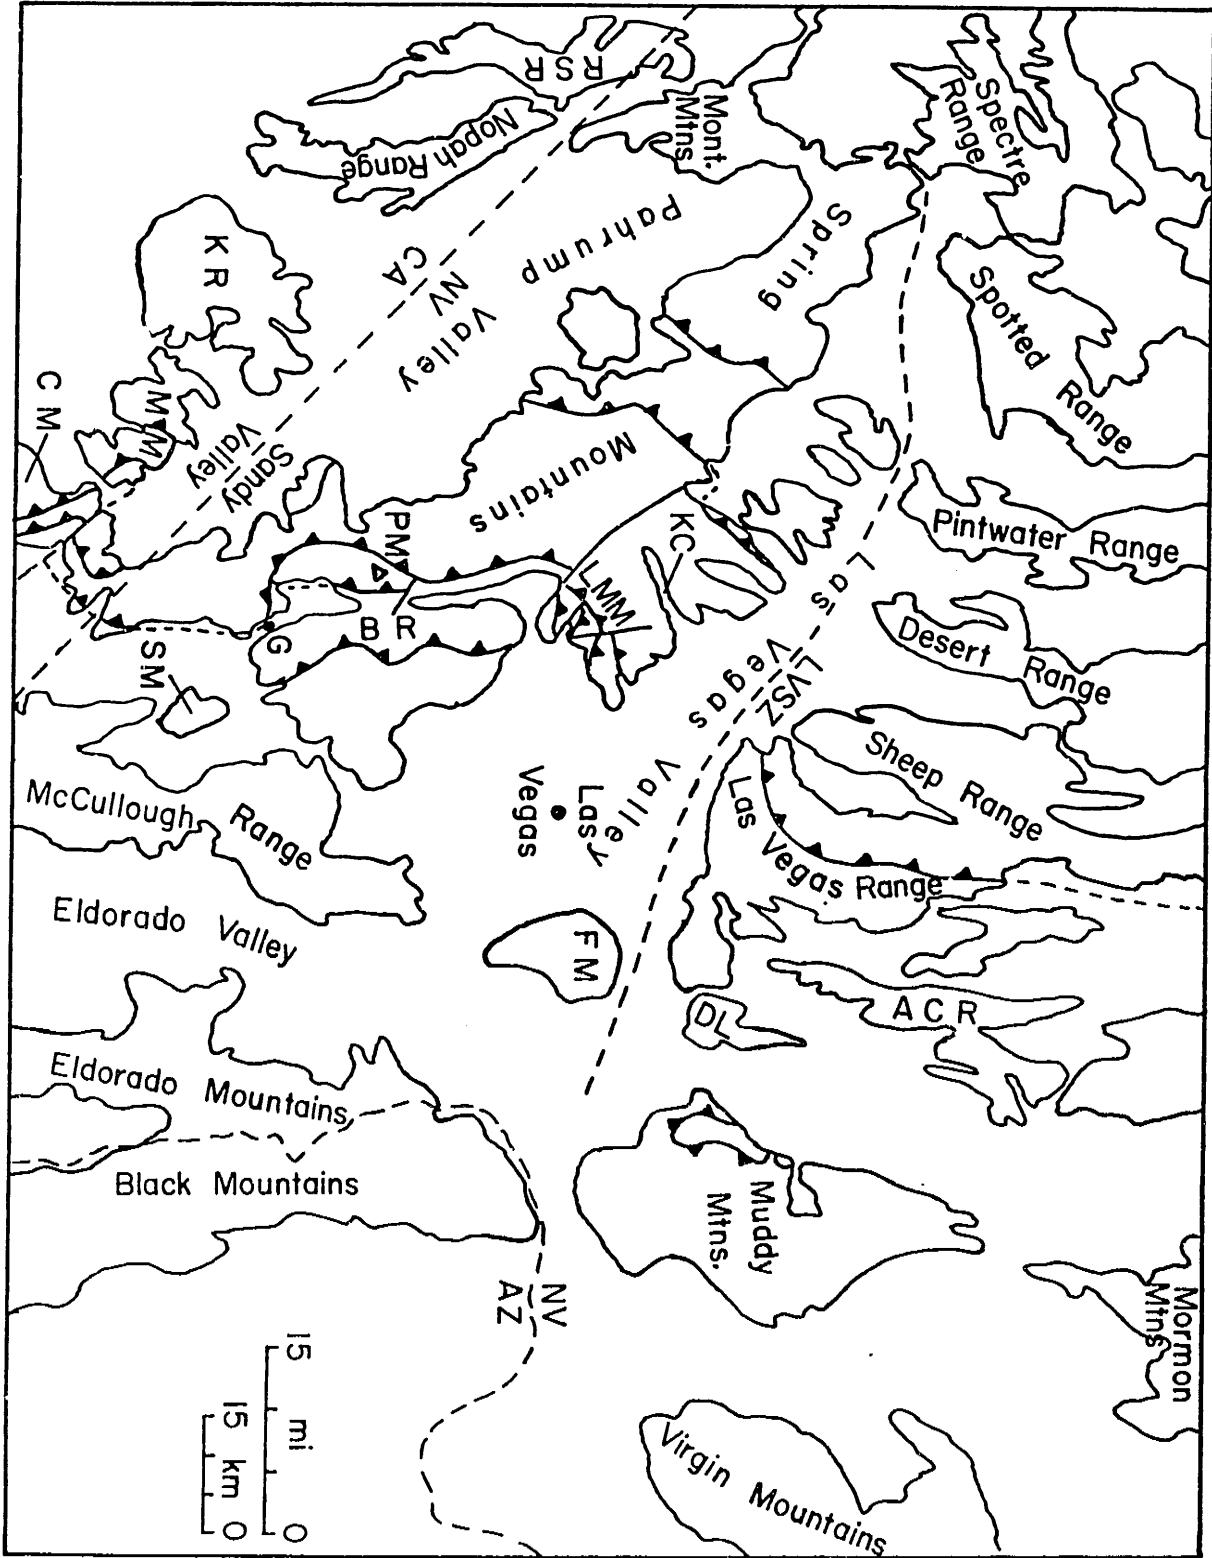 Spectre
Range
Mont.
Mtns.
RSR
Nopah Range
Spotted Range
Spring
Mountains
Pahrump
Valley
CA
NV
KR
MM
CM
Sandy
Valley
Pintwater Range
Desert Range
Sheep Range
Las Vegas Range
ACR
DL
Las
Vegas
Valley
LVSZ
KC
LMM
PM
BR
G
SM
Las
Vegas
FM
McCullough Range
Eldorado Valley
Eldorado Mountains
Black Mountains
Muddy
Mtns.
Mormon
Mtns
Virgin Mountains
NV
AZ
15 mi 0
15 km 0